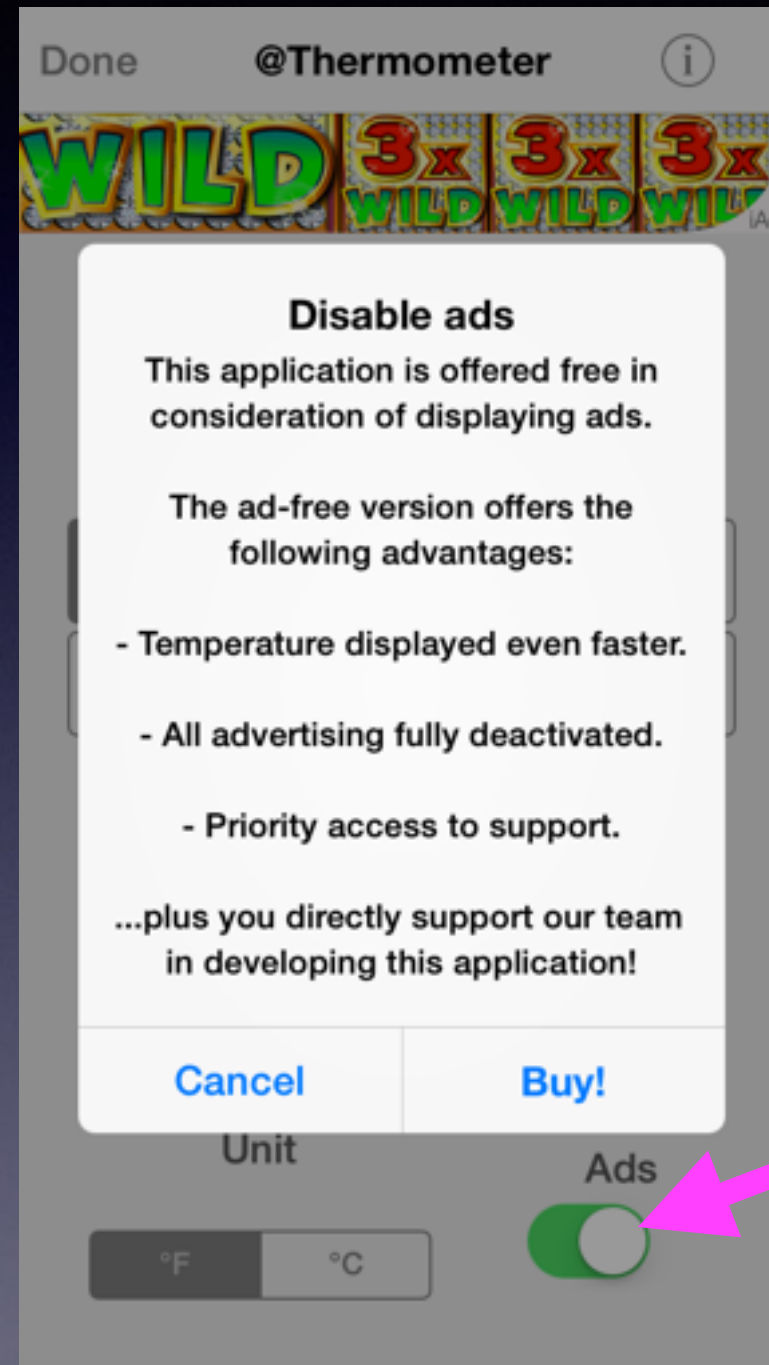 Done @Thermometer i
WILD 3x WILD 3x WILD 3x WILD
Disable ads
This application is offered free in
consideration of displaying ads.
The ad-free version offers the
following advantages:
- Temperature displayed even faster.
- All advertising fully deactivated.
- Priority access to support.
...plus you directly support our team
in developing this application!
Cancel Buy!
Unit Ads
°F °C